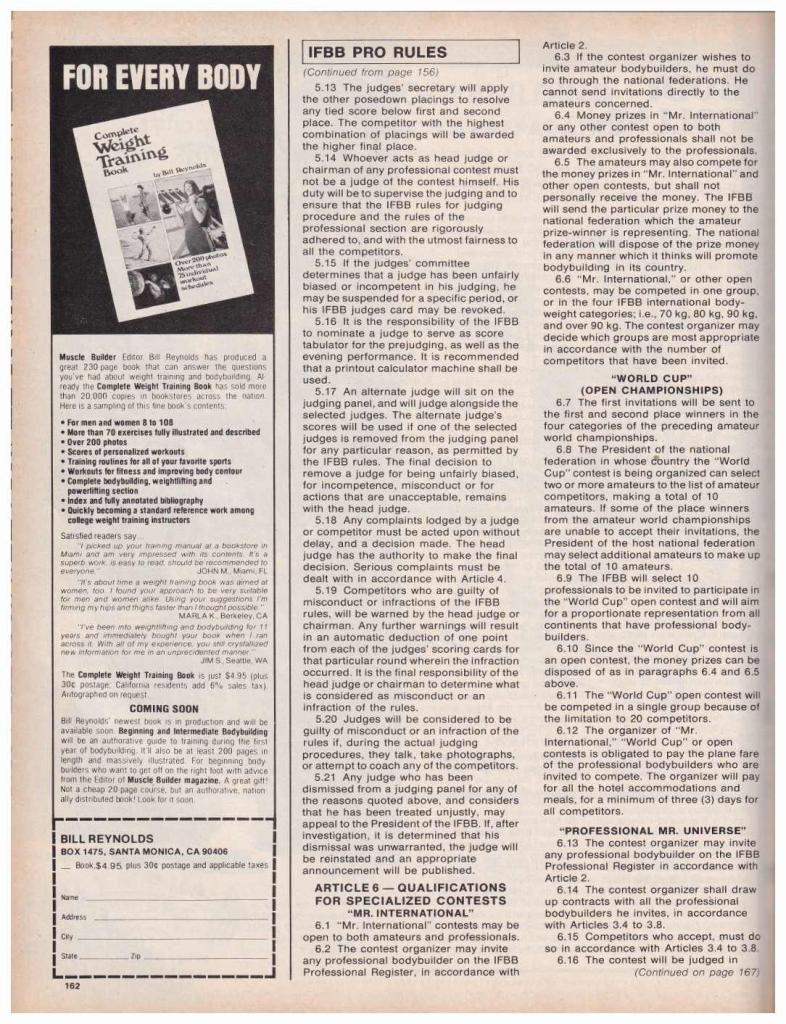 FOR EVERY BODY
Complete
Weight
Training
Book
by Bill Reynolds
Over 200 photos
More than
75 individual
workout
schedules
Muscle Builder Editor Bill Reynolds has produced a
great 230-page book that can answer the questions
you've had about weight training and bodybuilding. Al-
ready the Complete Weight Training Book has sold more
than 20,000 copies in bookstores across the nation.
Here is a sampling of this fine book's contents:
• For men and women 8 to 108
• More than 70 exercises fully illustrated and described
• Over 200 photos
• Scores of personalized workouts
• Training routines for all of your favorite sports
• Workouts for fitness and improving body contour
• Complete bodybuilding, weightlifting and
powerlifting section
• Index and fully annotated bibliography
• Quickly becoming a standard reference work among
college weight training instructors
Satisfied readers say...
"I picked up your training manual at a bookstore in
Miami and am very impressed with its contents. It's a
superb work, is easy to read, should be recommended to
everyone." JOHN M., Miami, FL
"It's about time a weight training book was aimed at
women, too. I found your approach to be very suitable
for men and women alike. Using your suggestions I'm
firming my hips and thighs faster than I thought possible."
MARLA K., Berkeley, CA
"I've been into weightlifting and bodybuilding for 11
years and immediately bought your book when I ran
across it. With all of my experience, you still crystallized
new information for me in an unprecidented manner."
JIM S., Seattle, WA
The Complete Weight Training Book is just $4.95 (plus
30¢ postage; California residents add 6% sales tax).
Autographed on request.
COMING SOON
Bill Reynolds' newest book is in production and will be
available soon. Beginning and Intermediate Bodybuilding
will be an authorative guide to training during the first
year of bodybuilding. It'll also be at least 200 pages in
length and massively illustrated. For beginning body-
builders who want to get off on the right foot with advice
from the Editor of Muscle Builder magazine. A great gift!
Not a cheap 20-page course, but an authorative, nation-
ally distributed book! Look for it soon.
BILL REYNOLDS
BOX 1475, SANTA MONICA, CA 90406
__ Book,$4.95, plus 30¢ postage and applicable taxes
Name
Address
City
State Zip
162
IFBB PRO RULES
(Continued from page 156)
5.13 The judges' secretary will apply
the other posedown placings to resolve
any tied score below first and second
place. The competitor with the highest
combination of placings will be awarded
the higher final place.
5.14 Whoever acts as head judge or
chairman of any professional contest must
not be a judge of the contest himself. His
duty will be to supervise the judging and to
ensure that the IFBB rules for judging
procedure and the rules of the
professional section are rigorously
adhered to, and with the utmost fairness to
all the competitors.
5.15 If the judges' committee
determines that a judge has been unfairly
biased or incompetent in his judging, he
may be suspended for a specific period, or
his IFBB judges card may be revoked.
5.16 It is the responsibility of the IFBB
to nominate a judge to serve as score
tabulator for the prejudging, as well as the
evening performance. It is recommended
that a printout calculator machine shall be
used.
5.17 An alternate judge will sit on the
judging panel, and will judge alongside the
selected judges. The alternate judge's
scores will be used if one of the selected
judges is removed from the judging panel
for any particular reason, as permitted by
the IFBB rules. The final decision to
remove a judge for being unfairly biased,
for incompetence, misconduct or for
actions that are unacceptable, remains
with the head judge.
5.18 Any complaints lodged by a judge
or competitor must be acted upon without
delay, and a decision made. The head
judge has the authority to make the final
decision. Serious complaints must be
dealt with in accordance with Article 4.
5.19 Competitors who are guilty of
misconduct or infractions of the IFBB
rules, will be warned by the head judge or
chairman. Any further warnings will result
in an automatic deduction of one point
from each of the judges' scoring cards for
that particular round wherein the infraction
occurred. It is the final responsibility of the
head judge or chairman to determine what
is considered as misconduct or an
infraction of the rules.
5.20 Judges will be considered to be
guilty of misconduct or an infraction of the
rules if, during the actual judging
procedures, they talk, take photographs,
or attempt to coach any of the competitors.
5.21 Any judge who has been
dismissed from a judging panel for any of
the reasons quoted above, and considers
that he has been treated unjustly, may
appeal to the President of the IFBB. If, after
investigation, it is determined that his
dismissal was unwarranted, the judge will
be reinstated and an appropriate
announcement will be published.
ARTICLE 6 — QUALIFICATIONS
FOR SPECIALIZED CONTESTS
"MR. INTERNATIONAL"
6.1 "Mr. International" contests may be
open to both amateurs and professionals.
6.2 The contest organizer may invite
any professional bodybuilder on the IFBB
Professional Register, in accordance with
Article 2.
6.3 If the contest organizer wishes to
invite amateur bodybuilders, he must do
so through the national federations. He
cannot send invitations directly to the
amateurs concerned.
6.4 Money prizes in "Mr. International"
or any other contest open to both
amateurs and professionals shall not be
awarded exclusively to the professionals.
6.5 The amateurs may also compete for
the money prizes in "Mr. International" and
other open contests, but shall not
personally receive the money. The IFBB
will send the particular prize money to the
national federation which the amateur
prize-winner is representing. The national
federation will dispose of the prize money
in any manner which it thinks will promote
bodybuilding in its country.
6.6 "Mr. International," or other open
contests, may be competed in one group,
or in the four IFBB international body-
weight categories; i.e., 70 kg, 80 kg, 90 kg,
and over 90 kg. The contest organizer may
decide which groups are most appropriate
in accordance with the number of
competitors that have been invited.
"WORLD CUP"
(OPEN CHAMPIONSHIPS)
6.7 The first invitations will be sent to
the first and second place winners in the
four categories of the preceding amateur
world championships.
6.8 The President of the national
federation in whose country the "World
Cup" contest is being organized can select
two or more amateurs to the list of amateur
competitors, making a total of 10
amateurs. If some of the place winners
from the amateur world championships
are unable to accept their invitations, the
President of the host national federation
may select additional amateurs to make up
the total of 10 amateurs.
6.9 The IFBB will select 10
professionals to be invited to participate in
the "World Cup" open contest and will aim
for a proportionate representation from all
continents that have professional body-
builders.
6.10 Since the "World Cup" contest is
an open contest, the money prizes can be
disposed of as in paragraphs 6.4 and 6.5
above.
6.11 The "World Cup" open contest will
be competed in a single group because of
the limitation to 20 competitors.
6.12 The organizer of "Mr.
International," "World Cup" or open
contests is obligated to pay the plane fare
of the professional bodybuilders who are
invited to compete. The organizer will pay
for all the hotel accommodations and
meals, for a minimum of three (3) days for
all competitors.
"PROFESSIONAL MR. UNIVERSE"
6.13 The contest organizer may invite
any professional bodybuilder on the IFBB
Professional Register in accordance with
Article 2.
6.14 The contest organizer shall draw
up contracts with all the professional
bodybuilders he invites, in accordance
with Articles 3.4 to 3.8.
6.15 Competitors who accept, must do
so in accordance with Articles 3.4 to 3.8.
6.16 The contest will be judged in
(Continued on page 167)